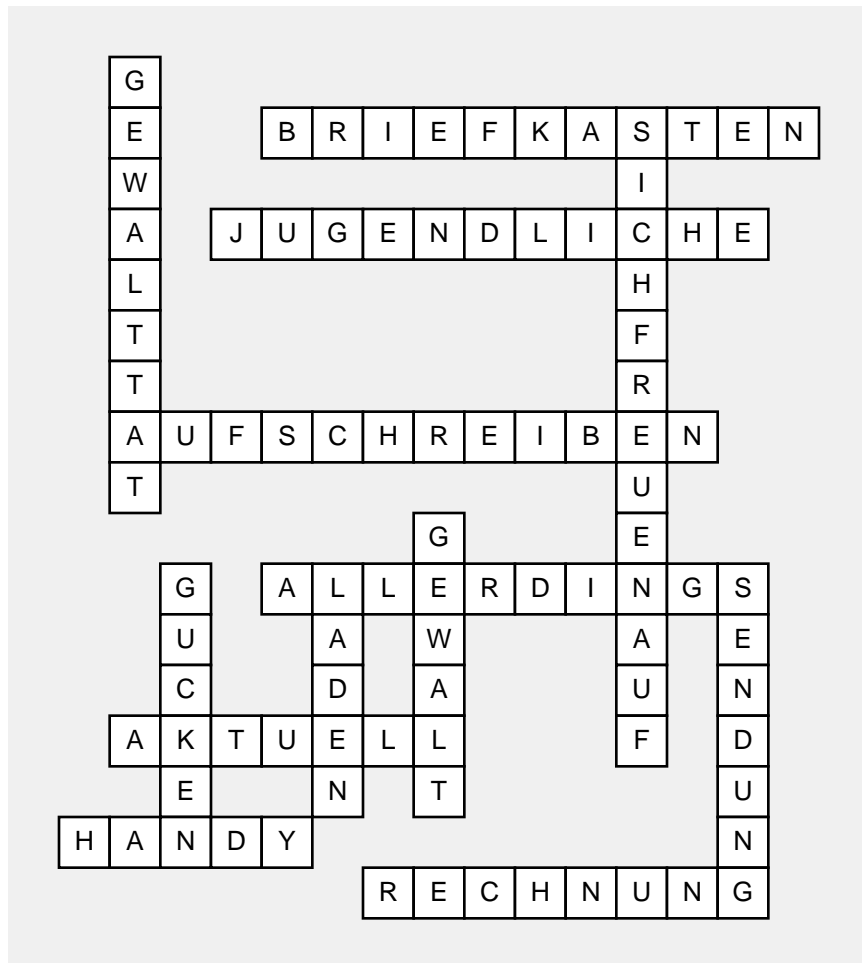 GEWALTTAT
BRIEFKASTEN
SICHFREUENAUF
JUGENDLICHE
AUFSCHREIBEN
GEWALT
GUCKEN
ALLERDINGS
LADEN
SENDUNG
AKTUELL
HANDY
RECHNUNG